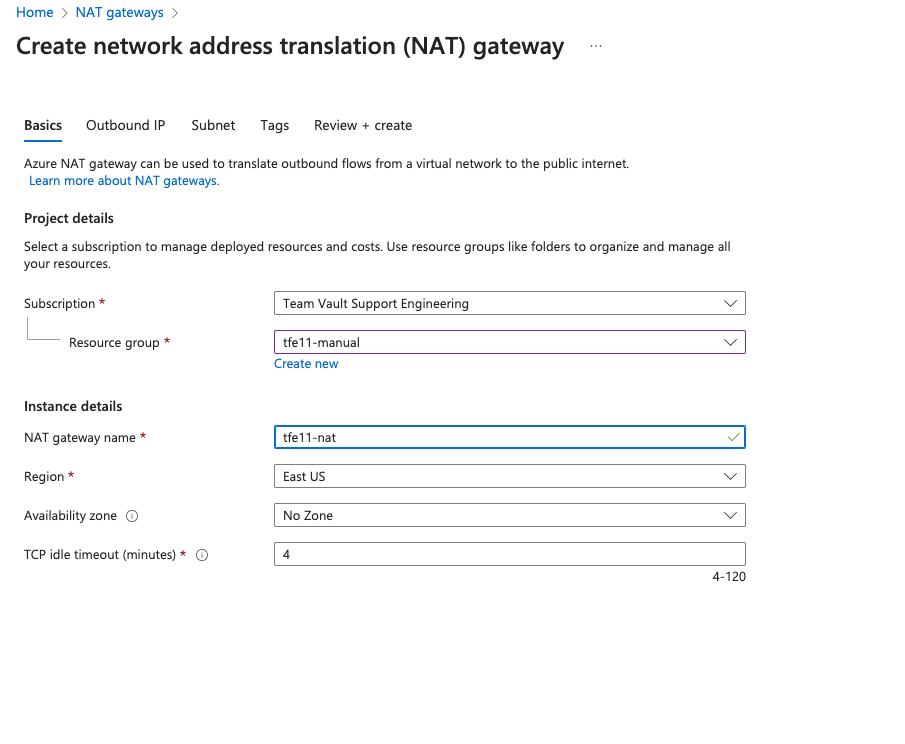 Home > NAT gateways >
Create network address translation (NAT) gateway ...
Basics Outbound IP Subnet Tags Review + create
Azure NAT gateway can be used to translate outbound flows from a virtual network to the public internet.
Learn more about NAT gateways.
Project details
Select a subscription to manage deployed resources and costs. Use resource groups like folders to organize and manage all
your resources.
Subscription * Team Vault Support Engineering
Resource group * tfe11-manual
Create new
Instance details
NAT gateway name * tfe11-nat
Region * East US
Availability zone No Zone
TCP idle timeout (minutes) * 4
4-120